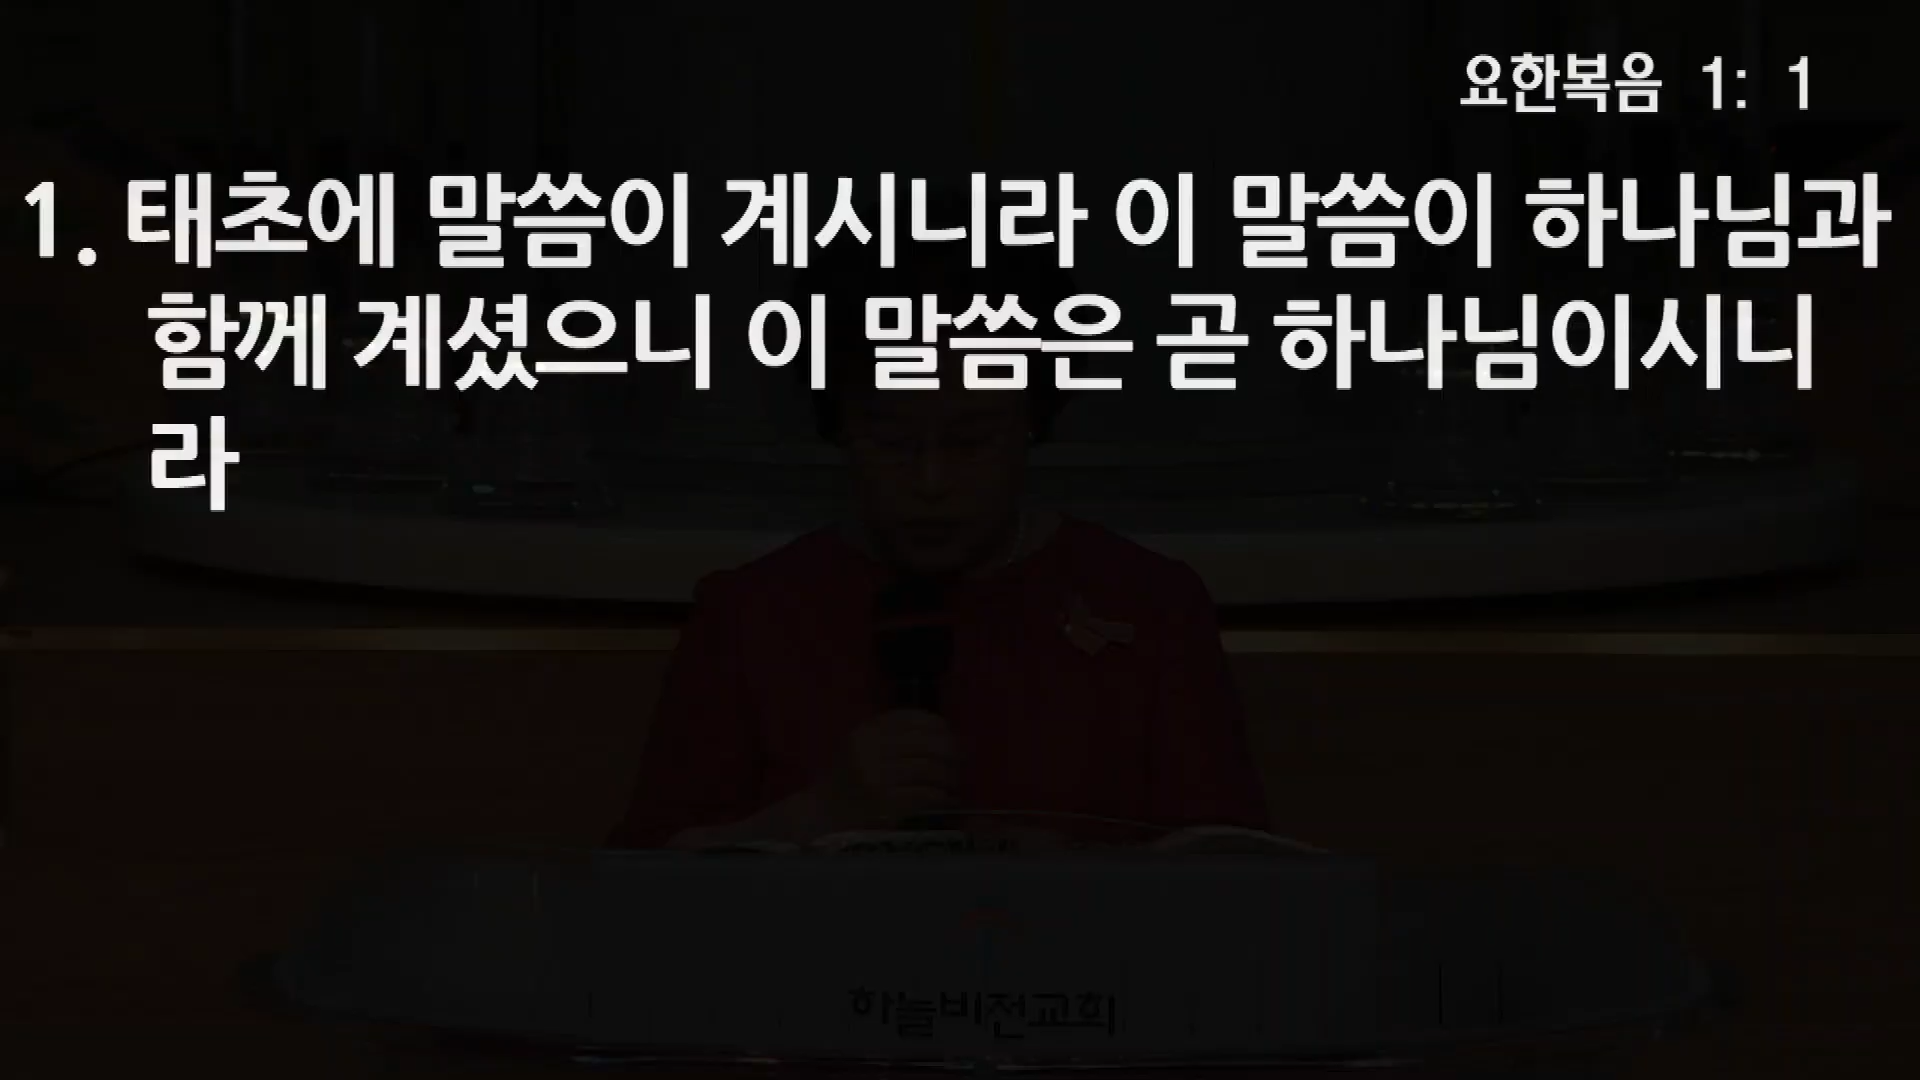 요한복음 1: 1
1. 태초에 말씀이 계시니라 이 말씀이 하나님과
함께 계셨으니 이 말씀은 곧 하나님이시니
라
하늘비전교회